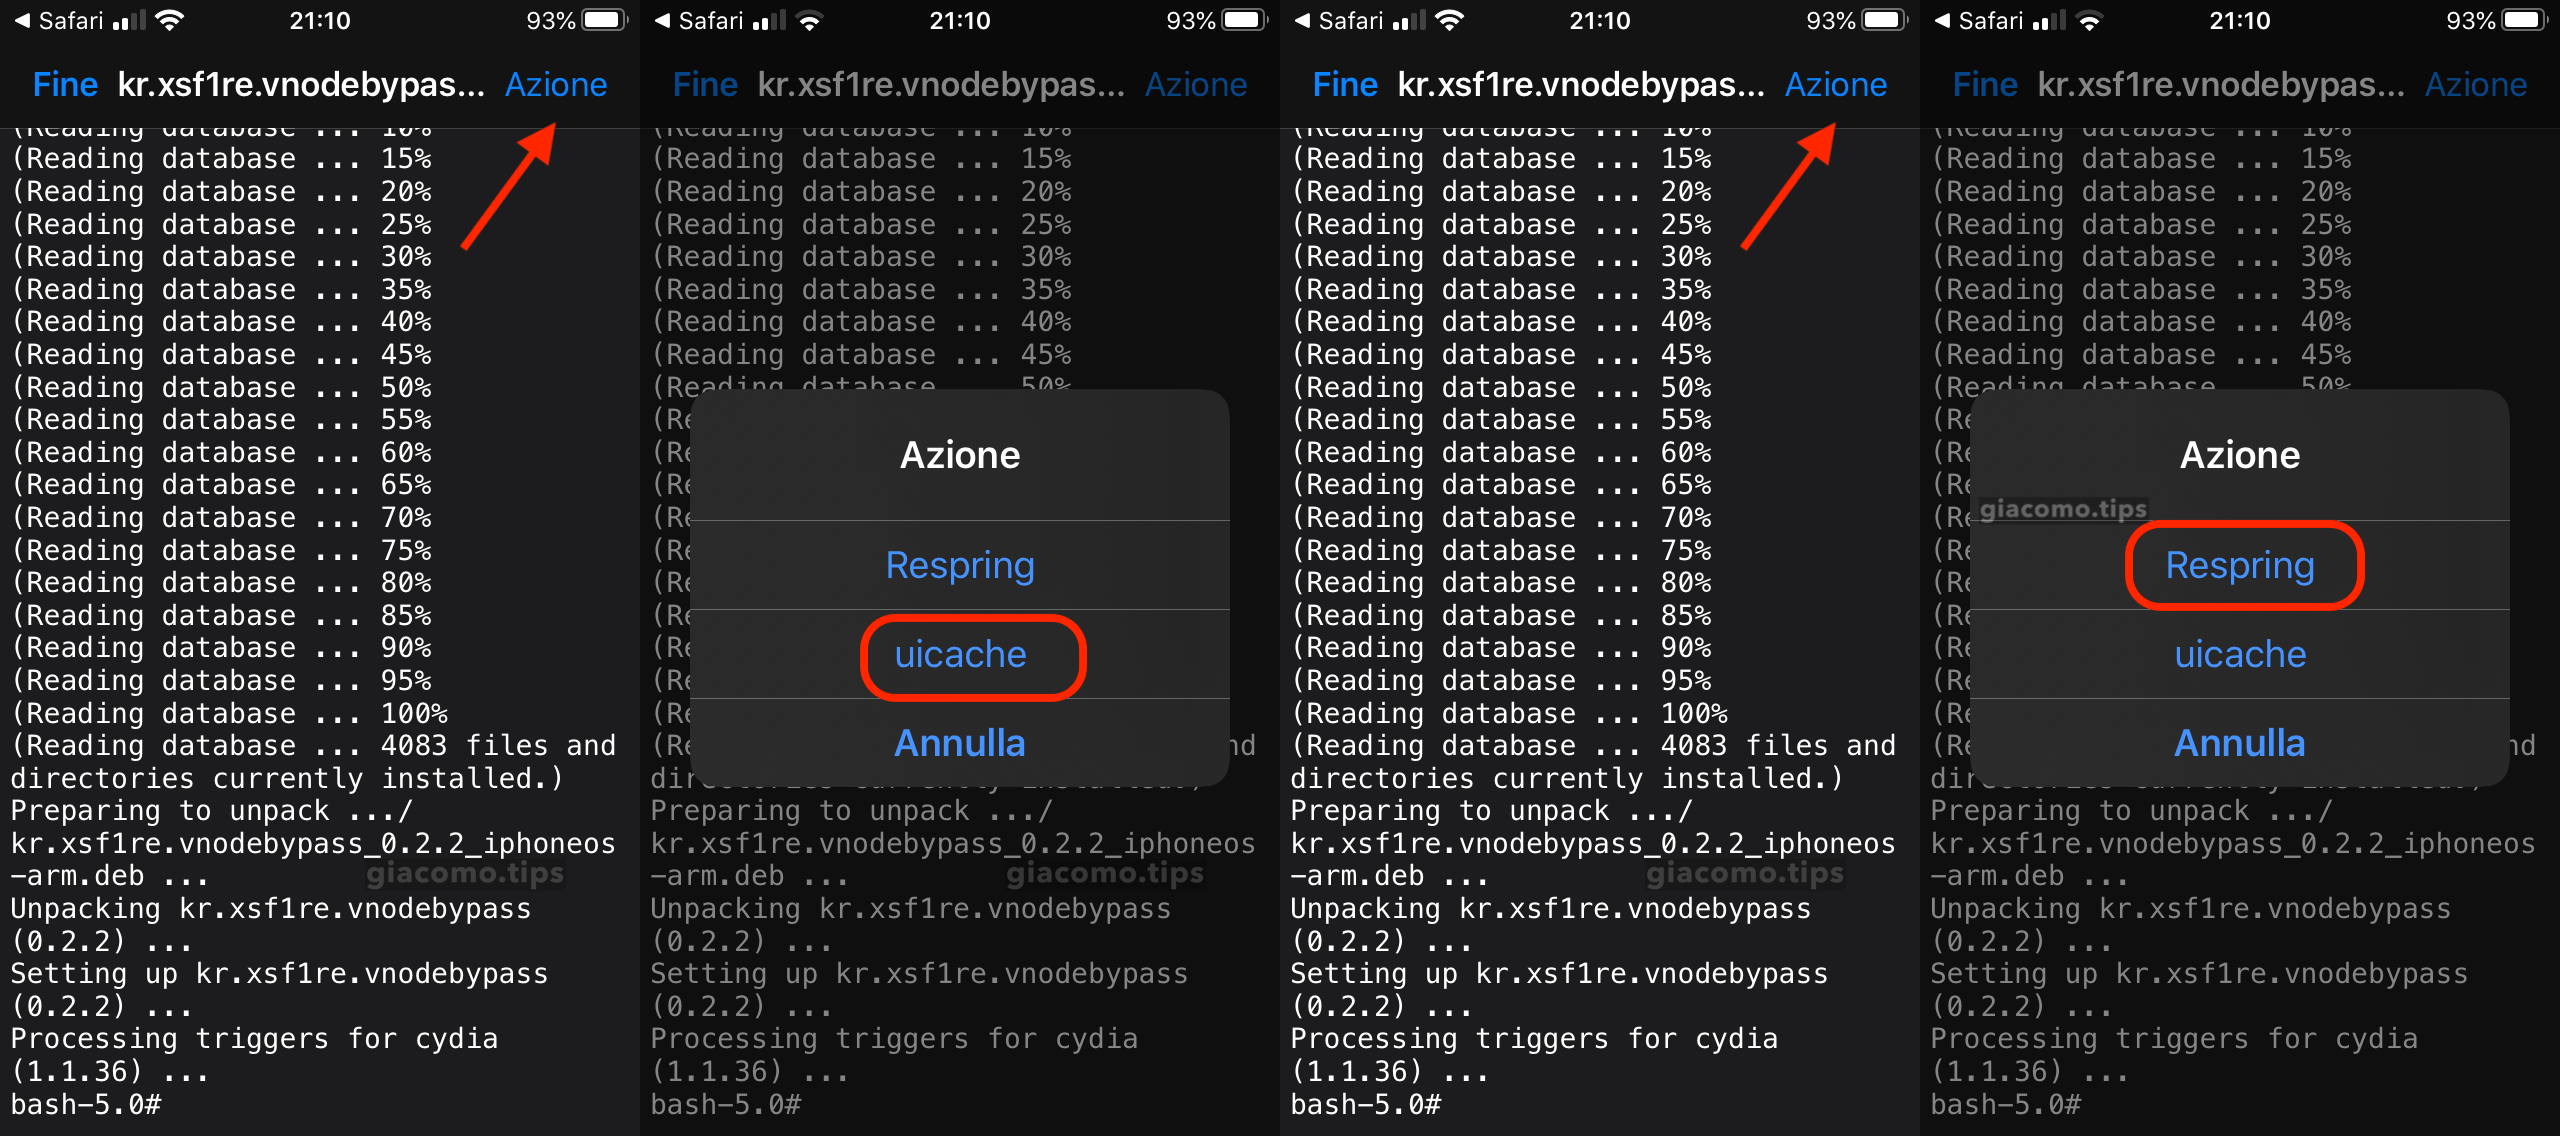 Safari 21:10 93%
Fine kr.xsf1re.vnodebypas... Azione
(Reading database ... 10%
(Reading database ... 15%
(Reading database ... 20%
(Reading database ... 25%
(Reading database ... 30%
(Reading database ... 35%
(Reading database ... 40%
(Reading database ... 45%
(Reading database ... 50%
(Reading database ... 55%
(Reading database ... 60%
(Reading database ... 65%
(Reading database ... 70%
(Reading database ... 75%
(Reading database ... 80%
(Reading database ... 85%
(Reading database ... 90%
(Reading database ... 95%
(Reading database ... 100%
(Reading database ... 4083 files and
directories currently installed.)
Preparing to unpack .../
kr.xsf1re.vnodebypass_0.2.2_iphoneos
-arm.deb ...
giacomo.tips
Unpacking kr.xsf1re.vnodebypass
(0.2.2) ...
Setting up kr.xsf1re.vnodebypass
(0.2.2) ...
Processing triggers for cydia
(1.1.36) ...
bash-5.0#
Safari 21:10 93%
Fine kr.xsf1re.vnodebypas... Azione
(Reading database ... 10%
(Reading database ... 15%
(Reading database ... 20%
(Reading database ... 25%
(Reading database ... 30%
(Reading database ... 35%
(Reading database ... 40%
(Reading database ... 45%
(Reading database 50%
Azione
Respring
uicache
Annulla
Preparing to unpack .../
kr.xsf1re.vnodebypass_0.2.2_iphoneos
-arm.deb ...
giacomo.tips
Unpacking kr.xsf1re.vnodebypass
(0.2.2) ...
Setting up kr.xsf1re.vnodebypass
(0.2.2) ...
Processing triggers for cydia
(1.1.36) ...
bash-5.0#
Safari 21:10 93%
Fine kr.xsf1re.vnodebypas... Azione
(Reading database ... 10%
(Reading database ... 15%
(Reading database ... 20%
(Reading database ... 25%
(Reading database ... 30%
(Reading database ... 35%
(Reading database ... 40%
(Reading database ... 45%
(Reading database ... 50%
(Reading database ... 55%
(Reading database ... 60%
(Reading database ... 65%
(Reading database ... 70%
(Reading database ... 75%
(Reading database ... 80%
(Reading database ... 85%
(Reading database ... 90%
(Reading database ... 95%
(Reading database ... 100%
(Reading database ... 4083 files and
directories currently installed.)
Preparing to unpack .../
kr.xsf1re.vnodebypass_0.2.2_iphoneos
-arm.deb ...
giacomo.tips
Unpacking kr.xsf1re.vnodebypass
(0.2.2) ...
Setting up kr.xsf1re.vnodebypass
(0.2.2) ...
Processing triggers for cydia
(1.1.36) ...
bash-5.0#
Safari 21:10 93%
Fine kr.xsf1re.vnodebypas... Azione
(Reading database ... 10%
(Reading database ... 15%
(Reading database ... 20%
(Reading database ... 25%
(Reading database ... 30%
(Reading database ... 35%
(Reading database ... 40%
(Reading database ... 45%
(Reading database 50%
Azione
giacomo.tips
Respring
uicache
Annulla
Preparing to unpack .../
kr.xsf1re.vnodebypass_0.2.2_iphoneos
-arm.deb ...
Unpacking kr.xsf1re.vnodebypass
(0.2.2) ...
Setting up kr.xsf1re.vnodebypass
(0.2.2) ...
Processing triggers for cydia
(1.1.36) ...
bash-5.0#